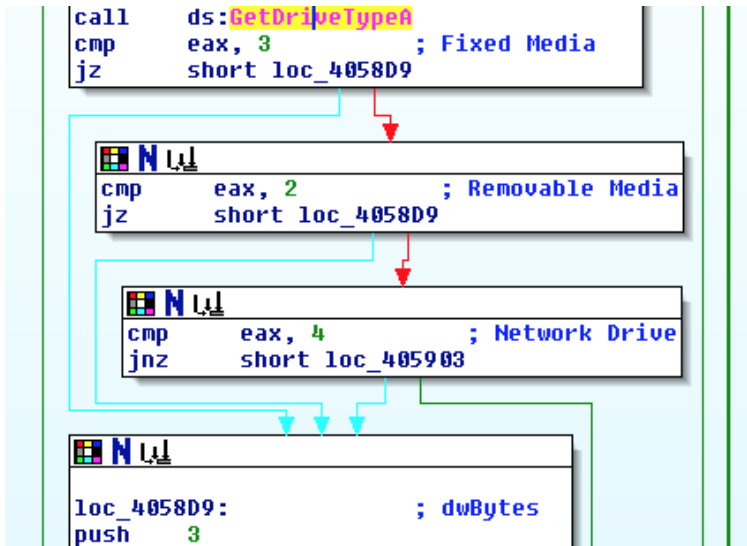 call ds:GetDriveTypeA
cmp eax, 3 ; Fixed Media
jz short loc_4058D9
N
cmp eax, 2 ; Removable Media
jz short loc_4058D9
N
cmp eax, 4 ; Network Drive
jnz short loc_405903
N
loc_4058D9: ; dwBytes
push 3